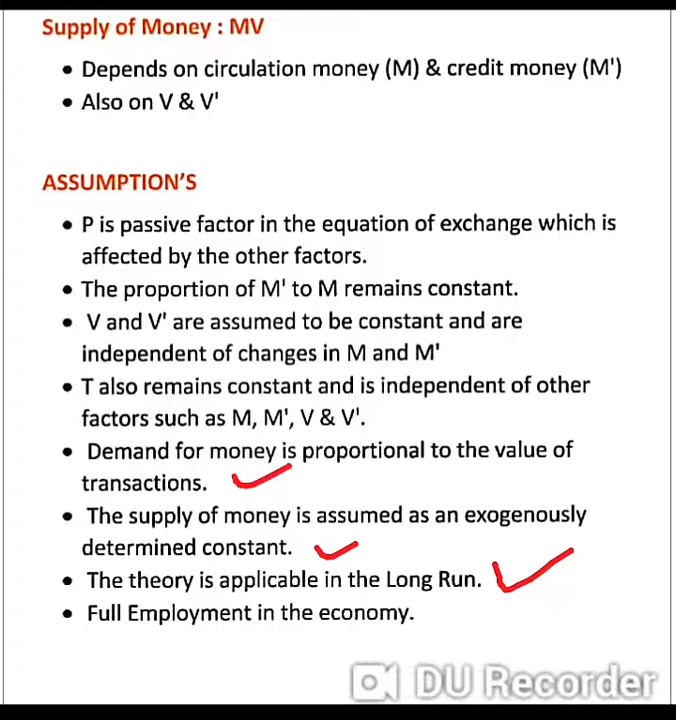 Supply of Money : MV
• Depends on circulation money (M) & credit money (M')
• Also on V & V'
ASSUMPTION'S
• P is passive factor in the equation of exchange which is
affected by the other factors.
• The proportion of M' to M remains constant.
• V and V' are assumed to be constant and are
independent of changes in M and M'
• T also remains constant and is independent of other
factors such as M, M', V & V'.
• Demand for money is proportional to the value of
transactions.
• The supply of money is assumed as an exogenously
determined constant.
• The theory is applicable in the Long Run.
• Full Employment in the economy.
DU Recorder